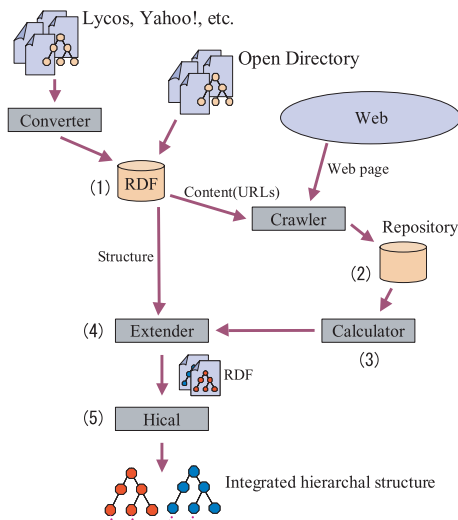 Lycos, Yahoo!, etc.
Open Directory
Converter
Web
(1)
RDF
Content(URLs)
Web page
Crawler
Repository
Structure
(2)
(4)
Extender
Calculator
(3)
RDF
(5)
Hical
Integrated hierarchal structure